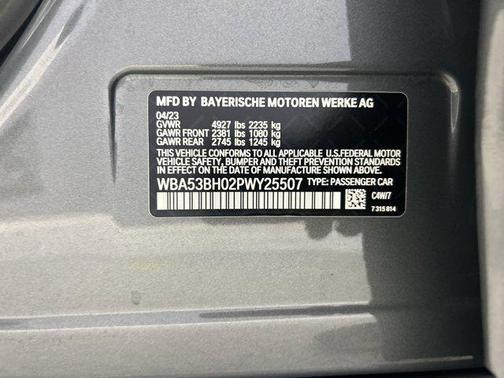 MFD BY BAYERISCHE MOTOREN WERKE AG
04/23
GVWR 4927 lbs 2235 kg
GAWR FRONT 2381 lbs 1080 kg
GAWR REAR 2745 lbs 1245 kg
THIS VEHICLE CONFORMS TO ALL APPLICABLE U.S.FEDERAL MOTOR
VEHICLE SAFETY, BUMPER AND THEFT PREVENTION STANDARDS
IN EFFECT ON THE DATE OF MANUFACTURE SHOWN ABOVE.
WBA53BH02PWY25507 TYPE: PASSENGER CAR
C4W/7
7 315 814